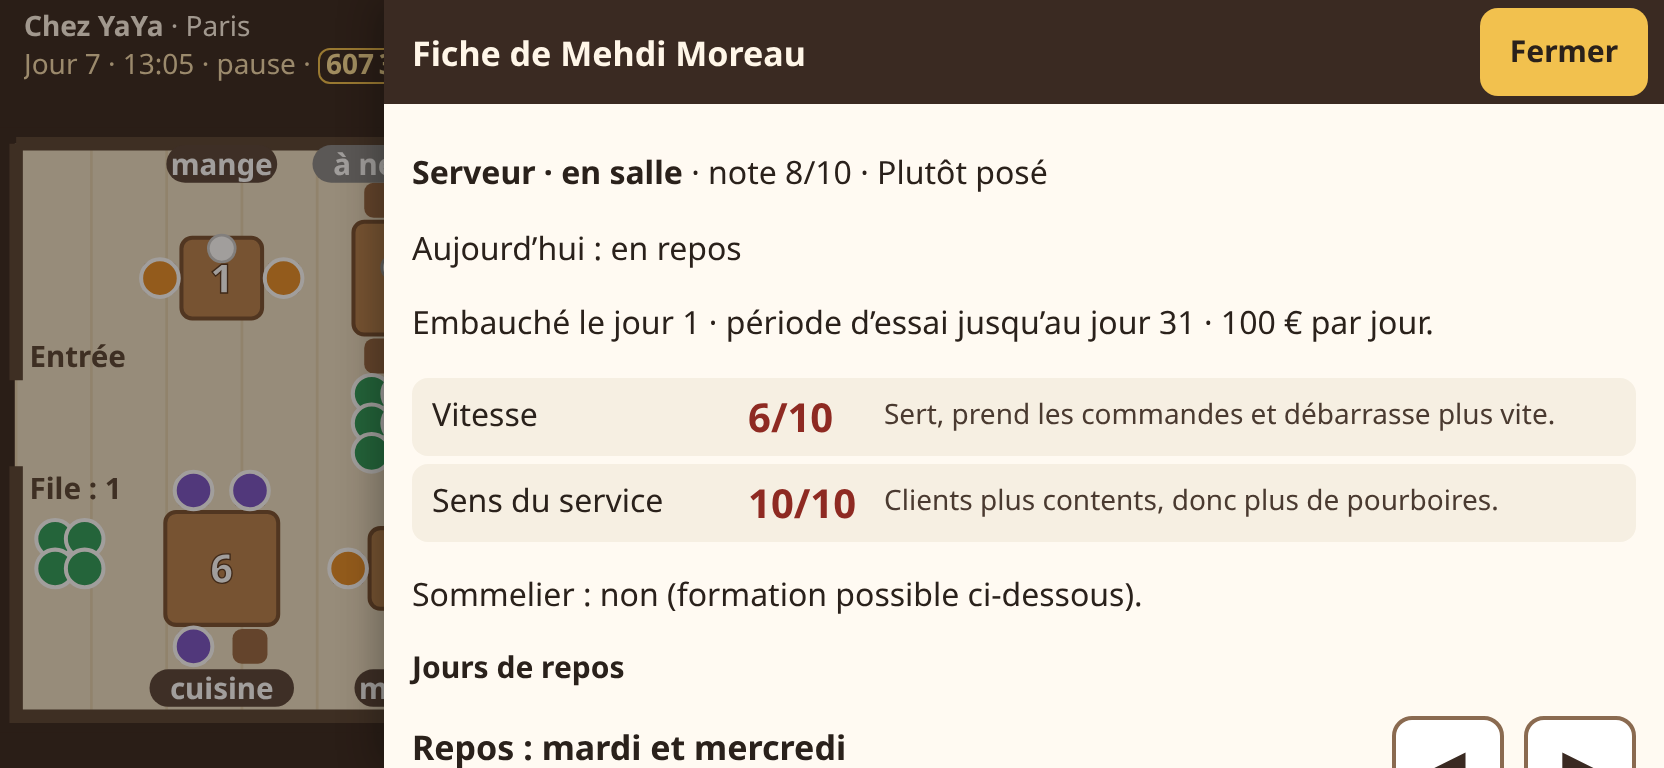 Chez YaYa · Paris
Jour 7 · 13:05 · pause · 607
mange
à
1
Entrée
File : 1
6
cuisine
Fiche de Mehdi Moreau
Fermer
Serveur · en salle · note 8/10 · Plutôt posé
Aujourd’hui : en repos
Embauché le jour 1 · période d’essai jusqu’au jour 31 · 100 € par jour.
Vitesse 6/10 Sert, prend les commandes et débarrasse plus vite.
Sens du service 10/10 Clients plus contents, donc plus de pourboires.
Sommelier : non (formation possible ci-dessous).
Jours de repos
Repos : mardi et mercredi